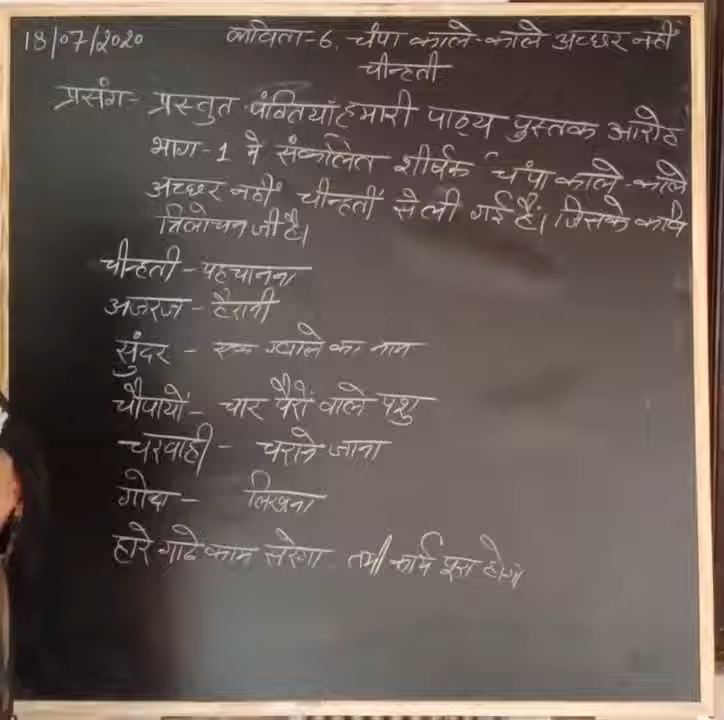 18/07/2020 कविता-6. चंपा काले-काले अच्छर नहीं
चीन्हती
प्रसंग- प्रस्तुत पंक्तियाँ हमारी पाठ्य पुस्तक आरोह
भाग-1 में संकलित शीर्षक चंपा काले-काले
अच्छर नहीं चीन्हतीं से ली गई हैं। जिसके कवि
त्रिलोचन जी है।
चीन्हती - पहचानना
अजरज - हैरानी
सुंदर - एक ग्वाले का नाम
चौपायों - चार पैरों वाले पशु
चरवाही - चराने जाना
गोदा - लिखना
हारे गाढे काम सरेगा तभी कार्य पूरा होगा